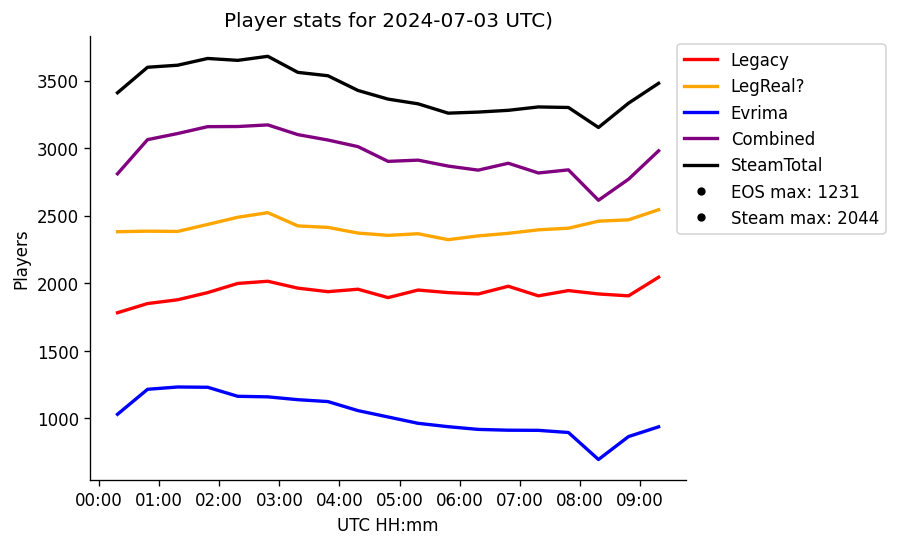 Player stats for 2024-07-03 UTC)
Legacy
LegReal?
Evrima
Combined
SteamTotal
EOS max: 1231
Steam max: 2044
Players
3500
3000
2500
2000
1500
1000
00:00 01:00 02:00 03:00 04:00 05:00 06:00 07:00 08:00 09:00
UTC HH:mm